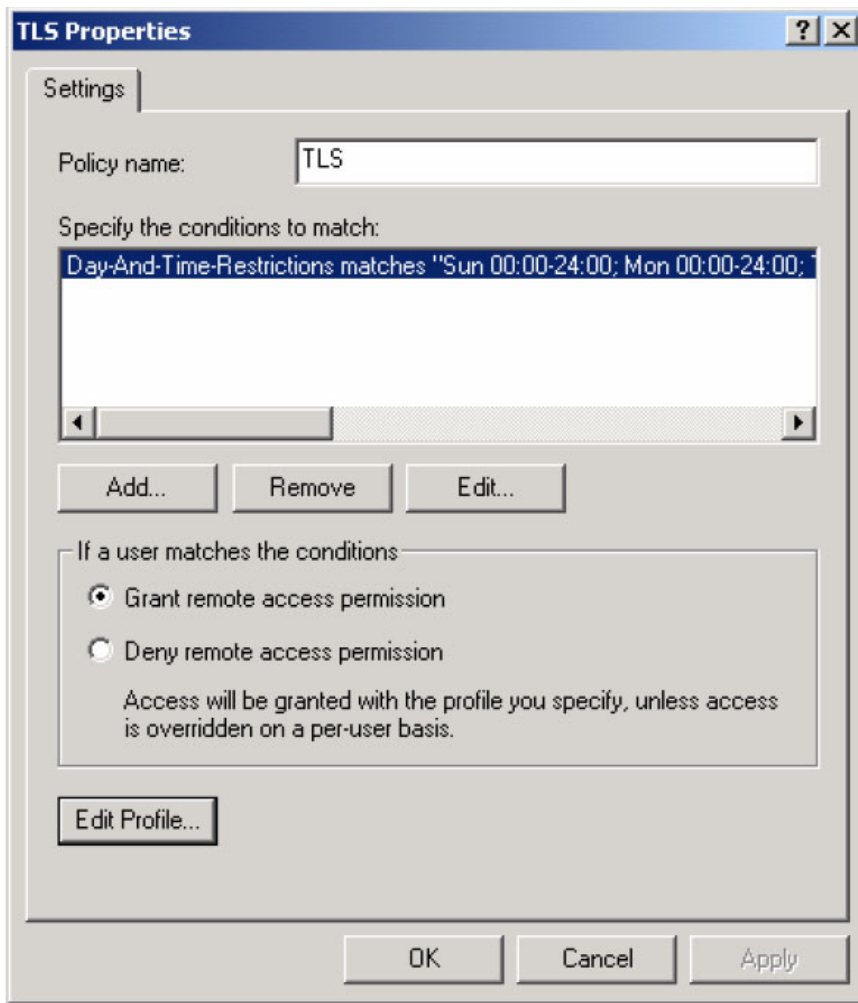 TLS Properties
Settings
Policy name: TLS
Specify the conditions to match:
Day-And-Time-Restrictions matches "Sun 00:00-24:00; Mon 00:00-24:00;
Add... Remove Edit...
If a user matches the conditions
Grant remote access permission
Deny remote access permission
Access will be granted with the profile you specify, unless access
is overridden on a per-user basis.
Edit Profile...
OK Cancel Apply